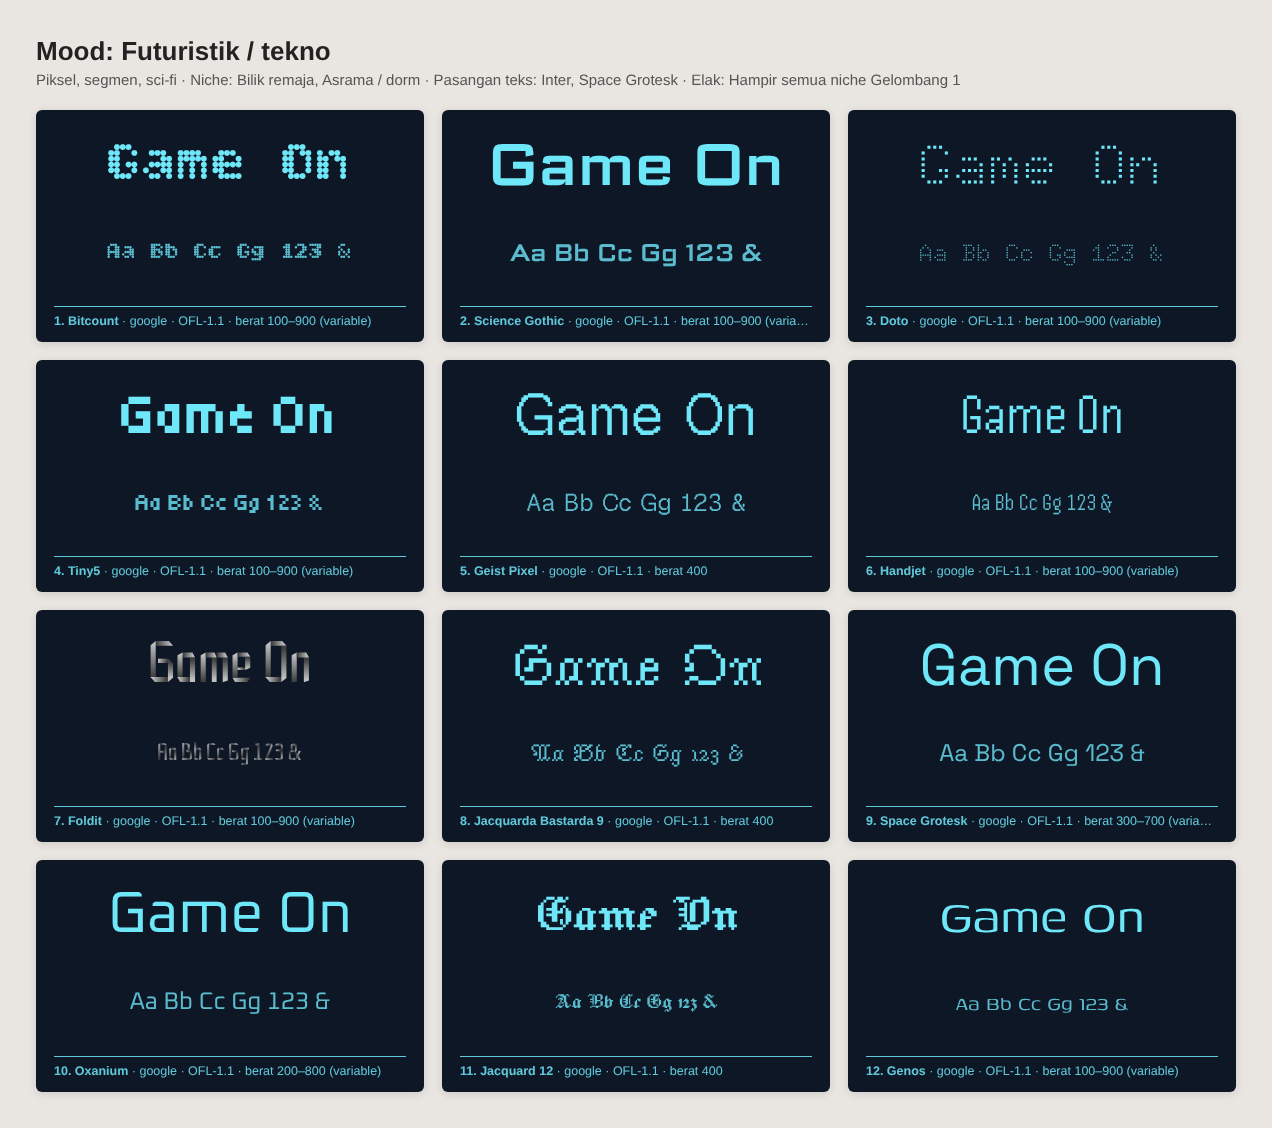 Mood: Futuristik / tekno
Piksel, segmen, sci-fi · Niche: Bilik remaja, Asrama / dorm · Pasangan teks: Inter, Space Grotesk · Elak: Hampir semua niche Gelombang 1
Game On
Aa Bb Cc Gg 123 &
1. Bitcount · google · OFL-1.1 · berat 100–900 (variable)
Game On
Aa Bb Cc Gg 123 &
2. Science Gothic · google · OFL-1.1 · berat 100–900 (varia…
Game On
Aa Bb Cc Gg 123 &
3. Doto · google · OFL-1.1 · berat 100–900 (variable)
Game On
Aa Bb Cc Gg 123 &
4. Tiny5 · google · OFL-1.1 · berat 100–900 (variable)
Game On
Aa Bb Cc Gg 123 &
5. Geist Pixel · google · OFL-1.1 · berat 400
Game On
Aa Bb Cc Gg 123 &
6. Handjet · google · OFL-1.1 · berat 100–900 (variable)
Game On
Aa Bb Cc Gg 123 &
7. Foldit · google · OFL-1.1 · berat 100–900 (variable)
Game On
Aa Bb Cc Gg 123 &
8. Jacquarda Bastarda 9 · google · OFL-1.1 · berat 400
Game On
Aa Bb Cc Gg 123 &
9. Space Grotesk · google · OFL-1.1 · berat 300–700 (varia…
Game On
Aa Bb Cc Gg 123 &
10. Oxanium · google · OFL-1.1 · berat 200–800 (variable)
Game On
Aa Bb Cc Gg 123 &
11. Jacquard 12 · google · OFL-1.1 · berat 400
Game On
Aa Bb Cc Gg 123 &
12. Genos · google · OFL-1.1 · berat 100–900 (variable)